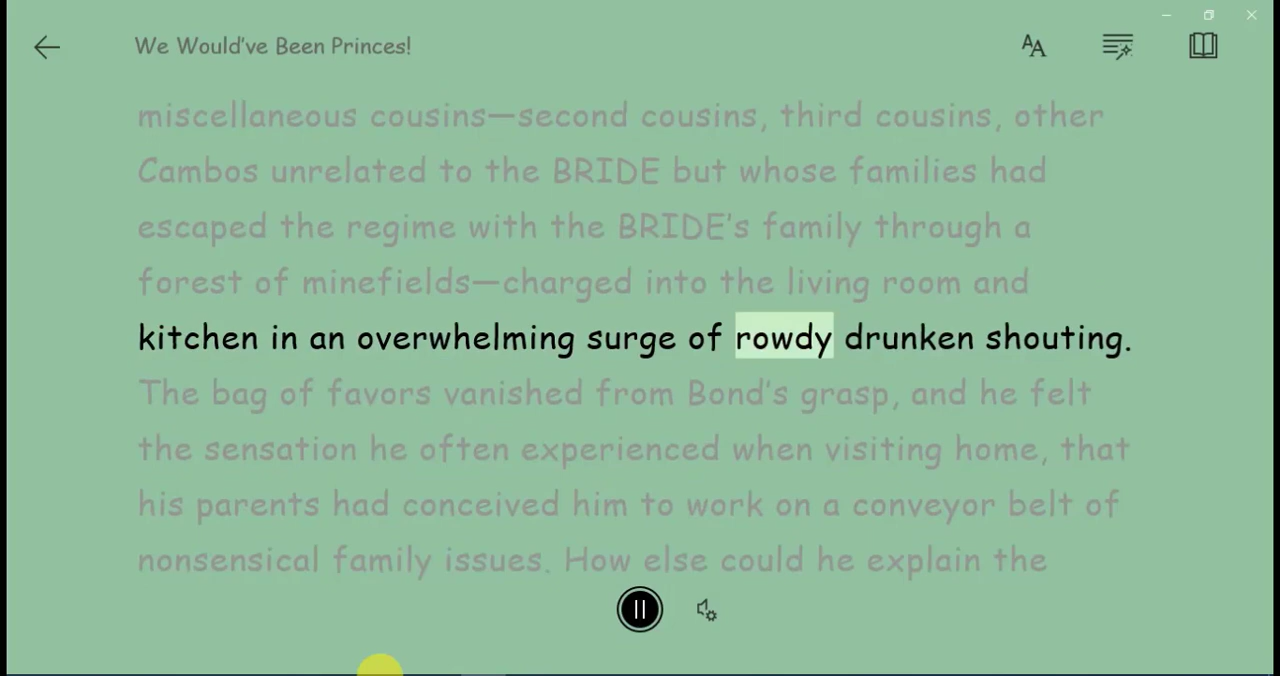 We Would've Been Princes!
miscellaneous cousins—second cousins, third cousins, other
Cambos unrelated to the BRIDE but whose families had
escaped the regime with the BRIDE's family through a
forest of minefields—charged into the living room and
kitchen in an overwhelming surge of rowdy drunken shouting.
The bag of favors vanished from Bond's grasp, and he felt
the sensation he often experienced when visiting home, that
his parents had conceived him to work on a conveyor belt of
nonsensical family issues. How else could he explain the